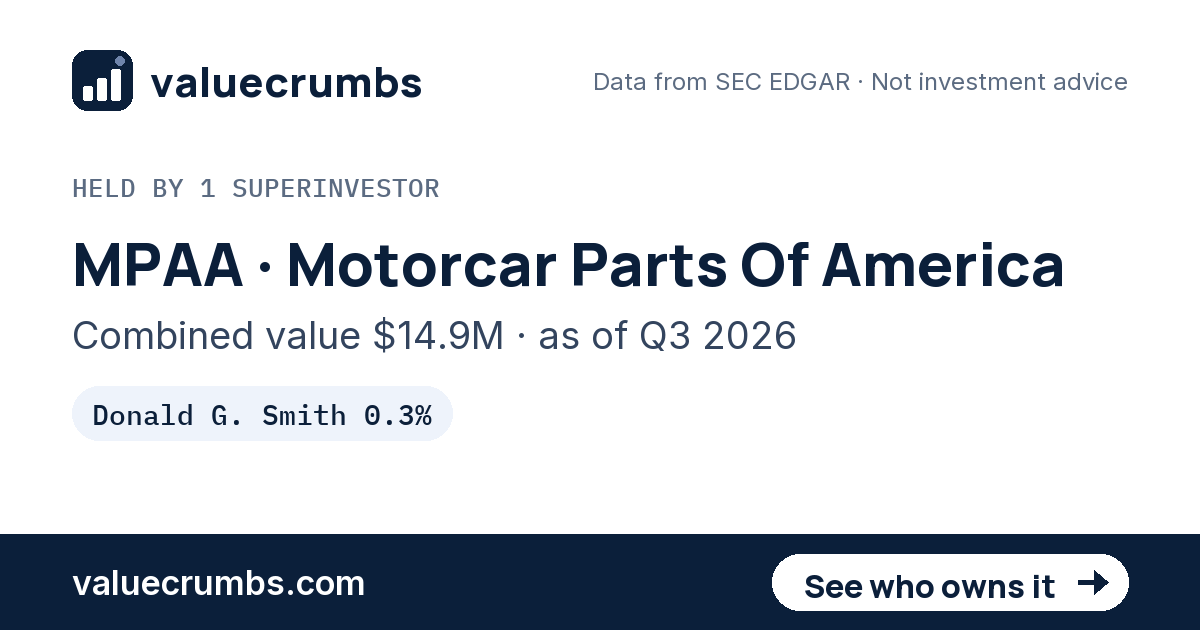 valuecrumbs
Data from SEC EDGAR · Not investment advice
HELD BY 1 SUPERINVESTOR
MPAA · Motorcar Parts Of America
Combined value $14.9M · as of Q3 2026
Donald G. Smith 0.3%
valuecrumbs.com
See who owns it →